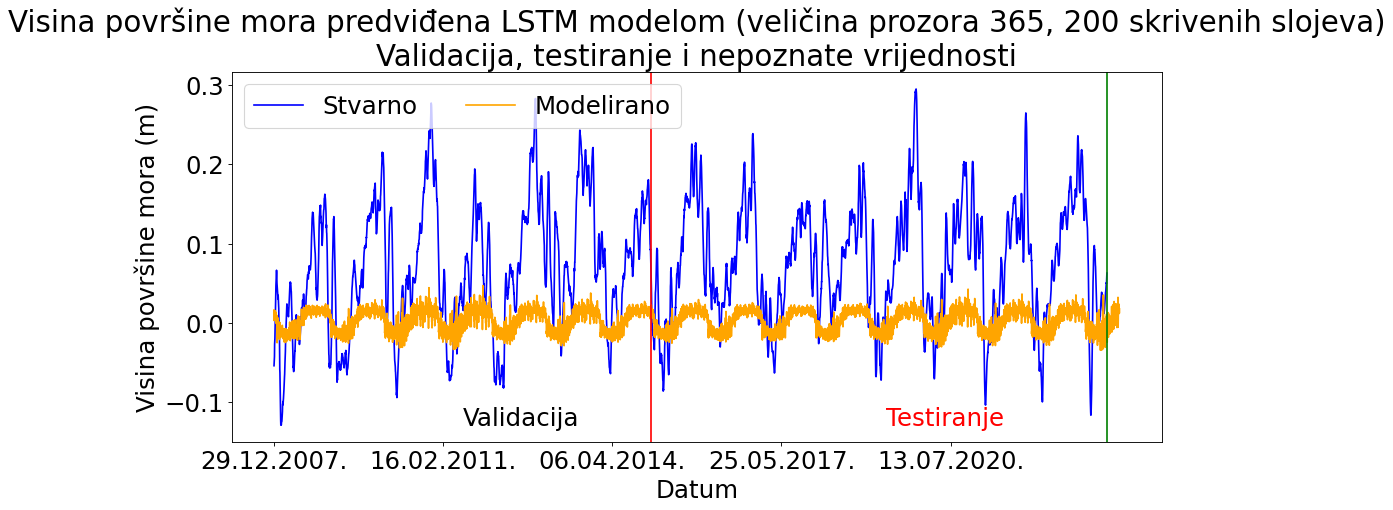 Visina površine mora predviđena LSTM modelom (veličina prozora 365, 200 skrivenih slojeva)
Validacija, testiranje i nepoznate vrijednosti
Stvarno Modelirano
Visina površine mora (m)
0.3
0.2
0.1
0.0
−0.1
Validacija Testiranje
29.12.2007. 16.02.2011. 06.04.2014. 25.05.2017. 13.07.2020.
Datum